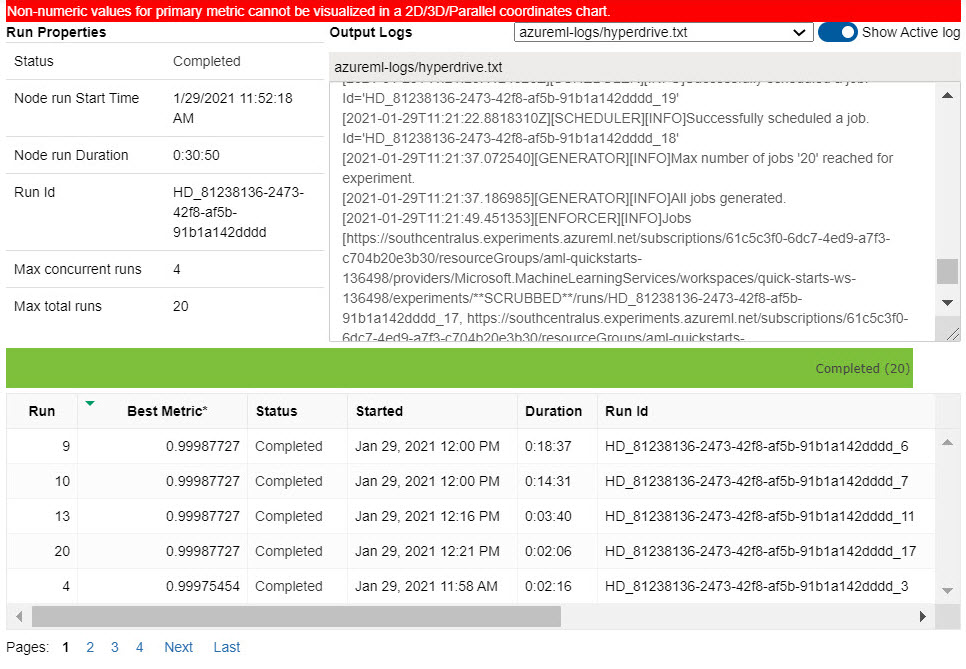 Non-numeric values for primary metric cannot be visualized in a 2D/3D/Parallel coordinates chart.
Run Properties
Status Completed
Node run Start Time 1/29/2021 11:52:18
AM
Node run Duration 0:30:50
Run Id HD_81238136-2473-
42f8-af5b-
91b1a142dddd
Max concurrent runs 4
Max total runs 20
Output Logs azureml-logs/hyperdrive.txt Show Active log
azureml-logs/hyperdrive.txt
Id='HD_81238136-2473-42f8-af5b-91b1a142dddd_19'
[2021-01-29T11:21:22.8818310Z][SCHEDULER][INFO]Successfully scheduled a job.
Id='HD_81238136-2473-42f8-af5b-91b1a142dddd_18'
[2021-01-29T11:21:37.072540][GENERATOR][INFO]Max number of jobs '20' reached for
experiment.
[2021-01-29T11:21:37.186985][GENERATOR][INFO]All jobs generated.
[2021-01-29T11:21:49.451353][ENFORCER][INFO]Jobs
[https://southcentralus.experiments.azureml.net/subscriptions/61c5c3f0-6dc7-4ed9-a7f3-
c704b20e3b30/resourceGroups/aml-quickstarts-
136498/providers/Microsoft.MachineLearningServices/workspaces/quick-starts-ws-
136498/experiments/**SCRUBBED**/runs/HD_81238136-2473-42f8-af5b-
91b1a142dddd_17, https://southcentralus.experiments.azureml.net/subscriptions/61c5c3f0-
6dc7-4ed9-a7f3-c704b20e3b30/resourceGroups/aml-quickstarts-
Completed (20)
Run Best Metric* Status Started Duration Run Id
9 0.99987727 Completed Jan 29, 2021 12:00 PM 0:18:37 HD_81238136-2473-42f8-af5b-91b1a142dddd_6
10 0.99987727 Completed Jan 29, 2021 12:00 PM 0:14:31 HD_81238136-2473-42f8-af5b-91b1a142dddd_7
13 0.99987727 Completed Jan 29, 2021 12:16 PM 0:03:40 HD_81238136-2473-42f8-af5b-91b1a142dddd_11
20 0.99987727 Completed Jan 29, 2021 12:21 PM 0:02:06 HD_81238136-2473-42f8-af5b-91b1a142dddd_17
4 0.99975454 Completed Jan 29, 2021 11:58 AM 0:02:16 HD_81238136-2473-42f8-af5b-91b1a142dddd_3
Pages: 1 2 3 4 Next Last